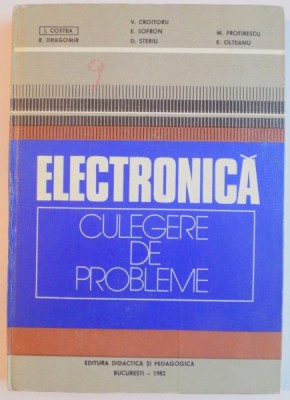 V. CROITORU
I. COSTEA E. SOFRON M. PROFIRESCU
R. DRAGOMIR D. STERIU E. OLTEANU
9
ELECTRONICĂ
CULEGERE
DE
PROBLEME
EDITURA DIDACTICĂ ȘI PEDAGOGICĂ
BUCUREȘTI – 1982